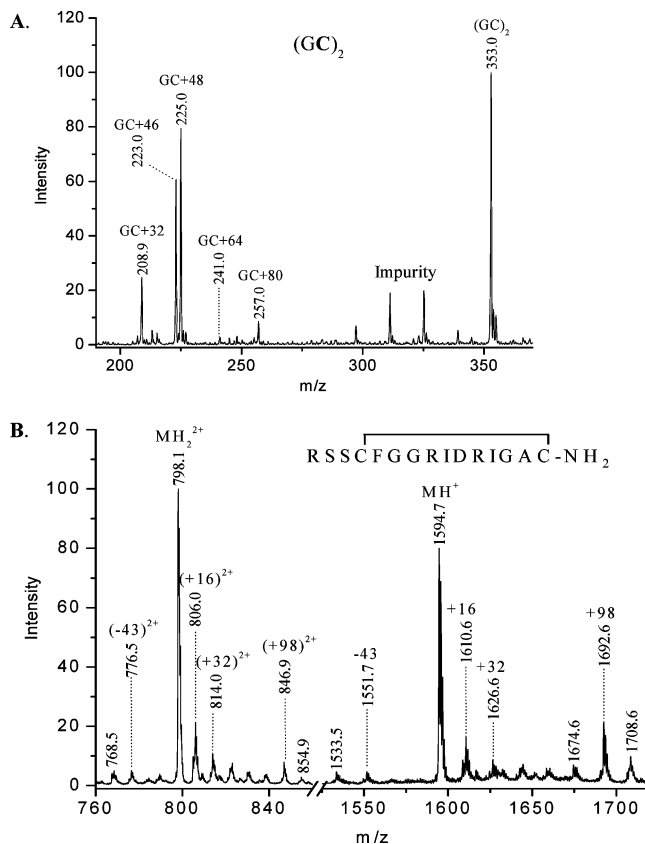 A.
(GC)2
(GC)2
353.0
GC+48
225.0
GC+46
223.0
GC+32
208.9
GC+64
241.0
GC+80
257.0
Impurity
Intensity
120
100
80
60
40
20
0
200 250 300 350
m/z
B.
RSSCFGGRIDRIGAC-NH2
MH2 2+
798.1
MH+
1594.7
(+16)2+
806.0
(-43)2+
776.5
(+32)2+
814.0
(+98)2+
846.9
768.5
854.9
-43
1551.7
1533.5
+16
1610.6
+32
1626.6
+98
1692.6
1674.6
1708.6
Intensity
120
100
80
60
40
20
0
760 800 840 1550 1600 1650 1700
m/z